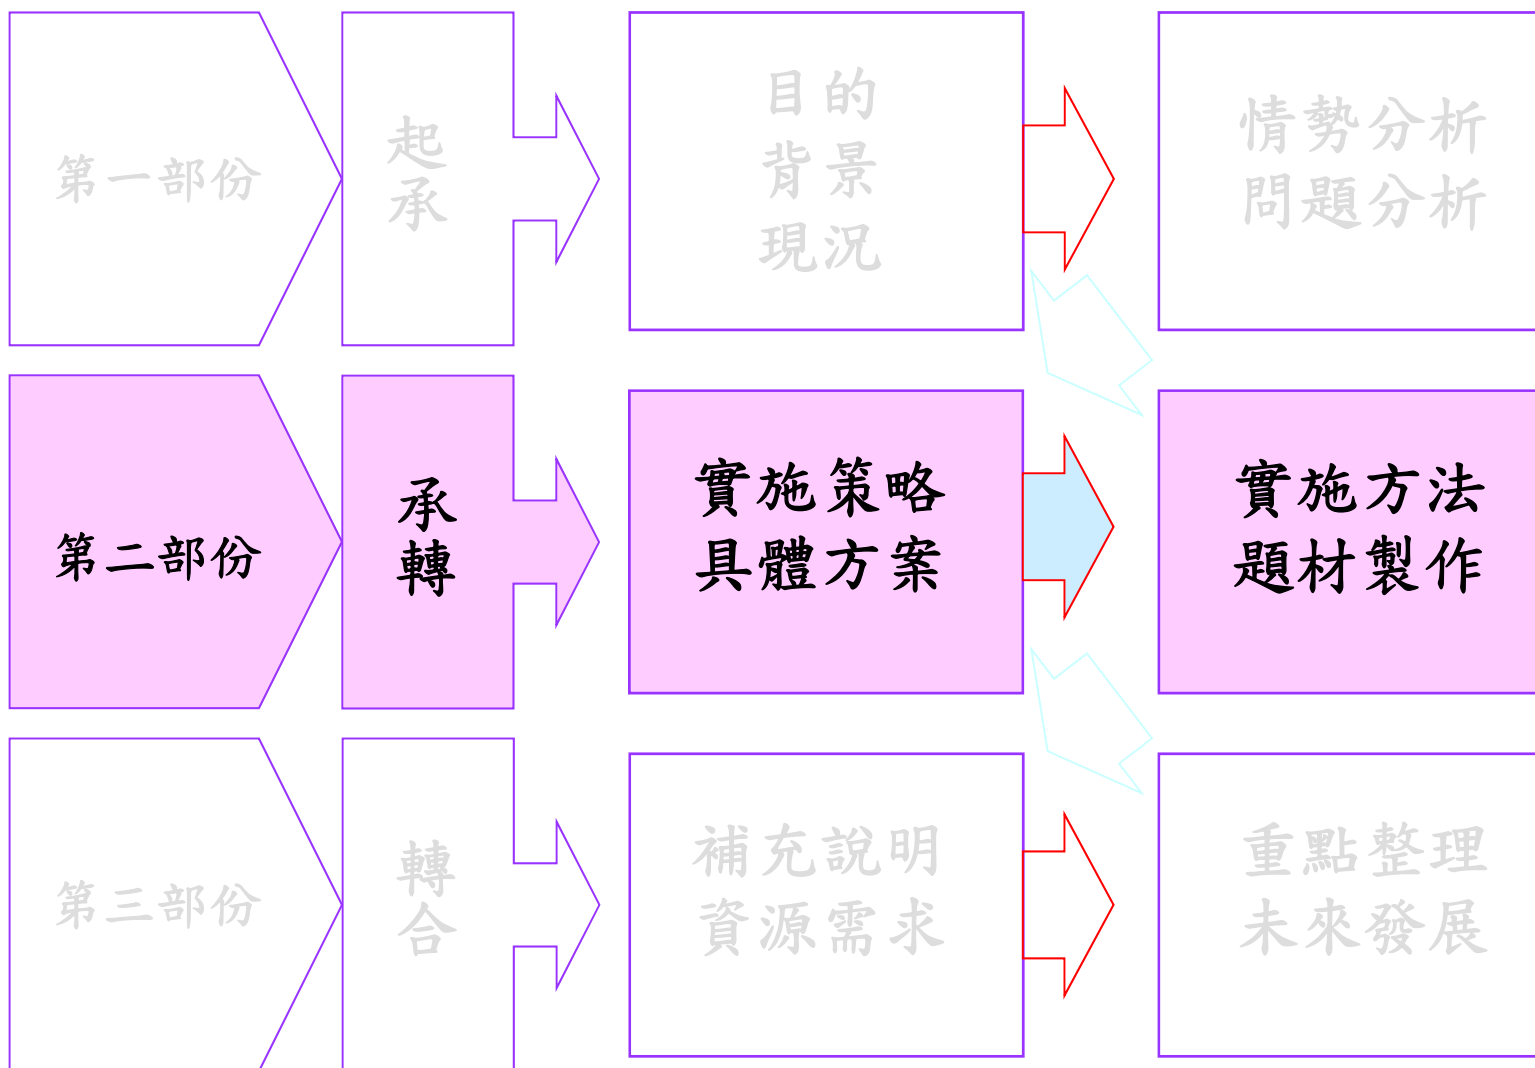 第一部份
起
承
目的
背景
現況
情勢分析
問題分析
第二部份
承
轉
實施策略
具體方案
實施方法
題材製作
第三部份
轉
合
補充說明
資源需求
重點整理
未來發展